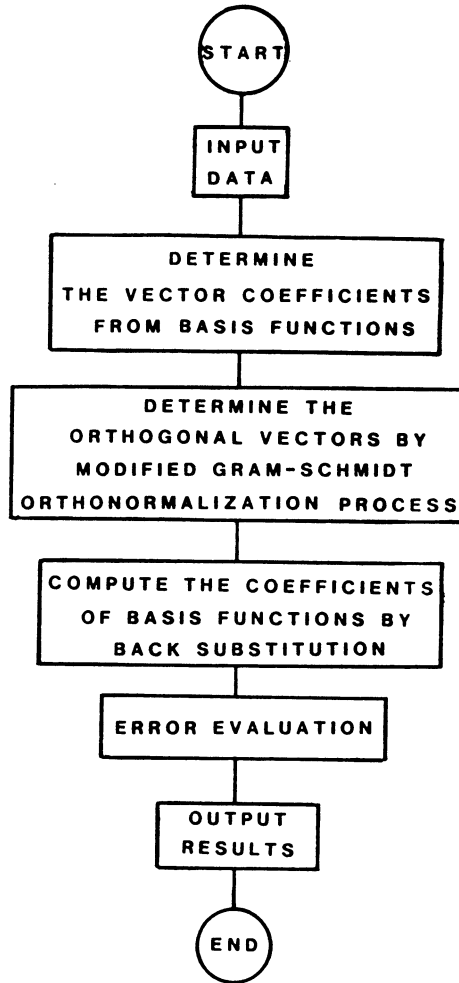 START
INPUT
DATA
DETERMINE
THE VECTOR COEFFICIENTS
FROM BASIS FUNCTIONS
DETERMINE THE
ORTHOGONAL VECTORS BY
MODIFIED GRAM-SCHMIDT
ORTHONORMALIZATION PROCESS
COMPUTE THE COEFFICIENTS
OF BASIS FUNCTIONS BY
BACK SUBSTITUTION
ERROR EVALUATION
OUTPUT
RESULTS
END